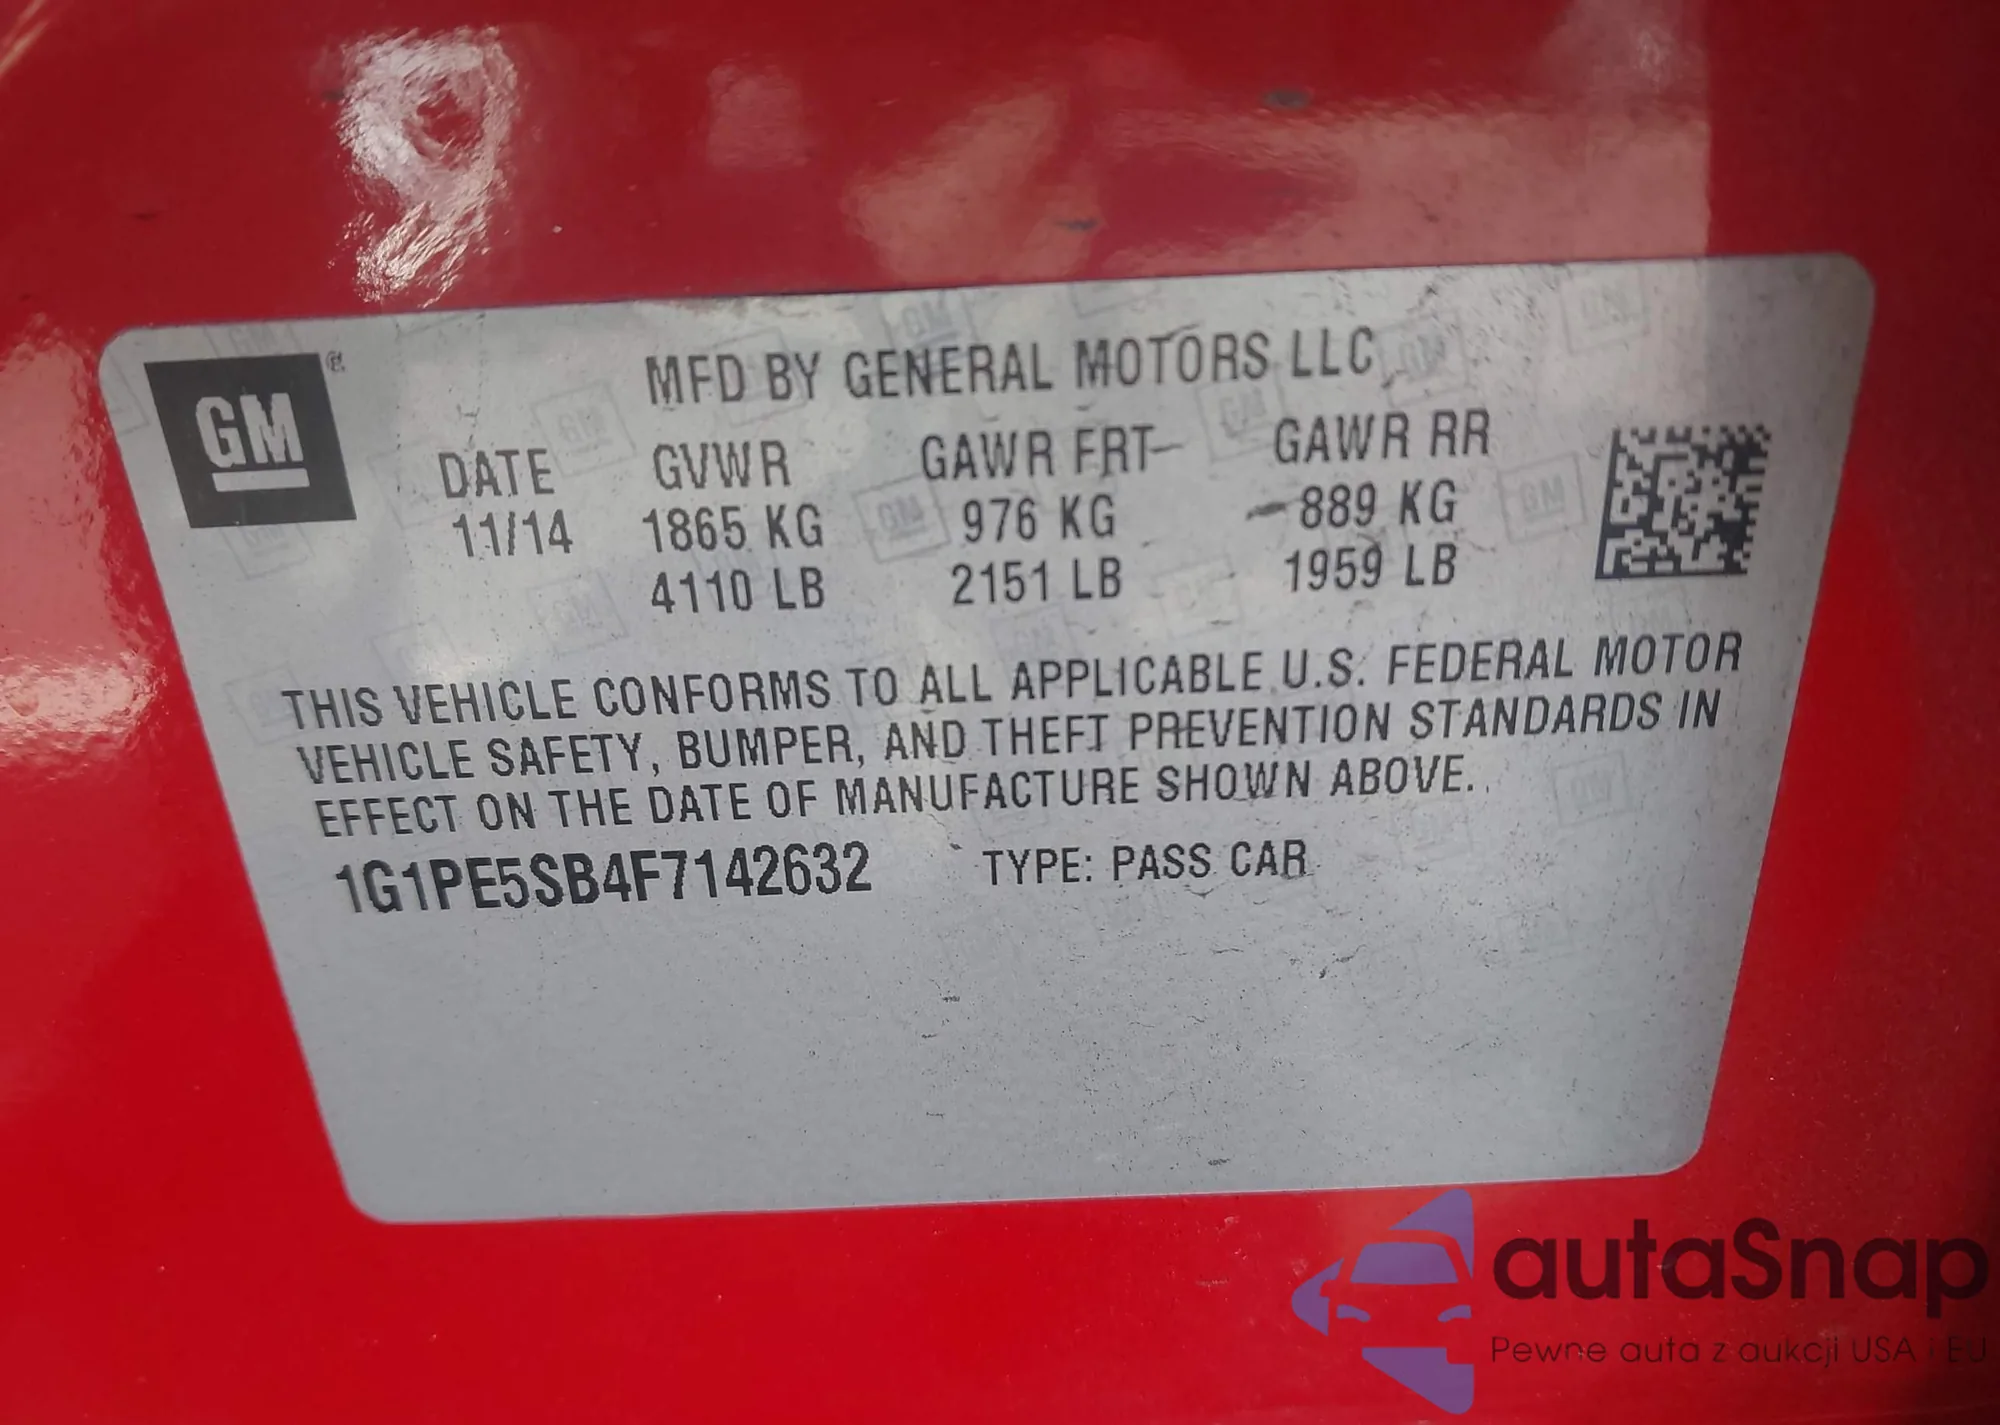 GM®
MFD BY GENERAL MOTORS LLC
DATE GVWR GAWR FRT GAWR RR
11/14 1865 KG 976 KG 889 KG
4110 LB 2151 LB 1959 LB
THIS VEHICLE CONFORMS TO ALL APPLICABLE U.S. FEDERAL MOTOR
VEHICLE SAFETY, BUMPER, AND THEFT PREVENTION STANDARDS IN
EFFECT ON THE DATE OF MANUFACTURE SHOWN ABOVE.
1G1PE5SB4F7142632 TYPE: PASS CAR
autaSnap
Pewne auta z aukcji USA i EU